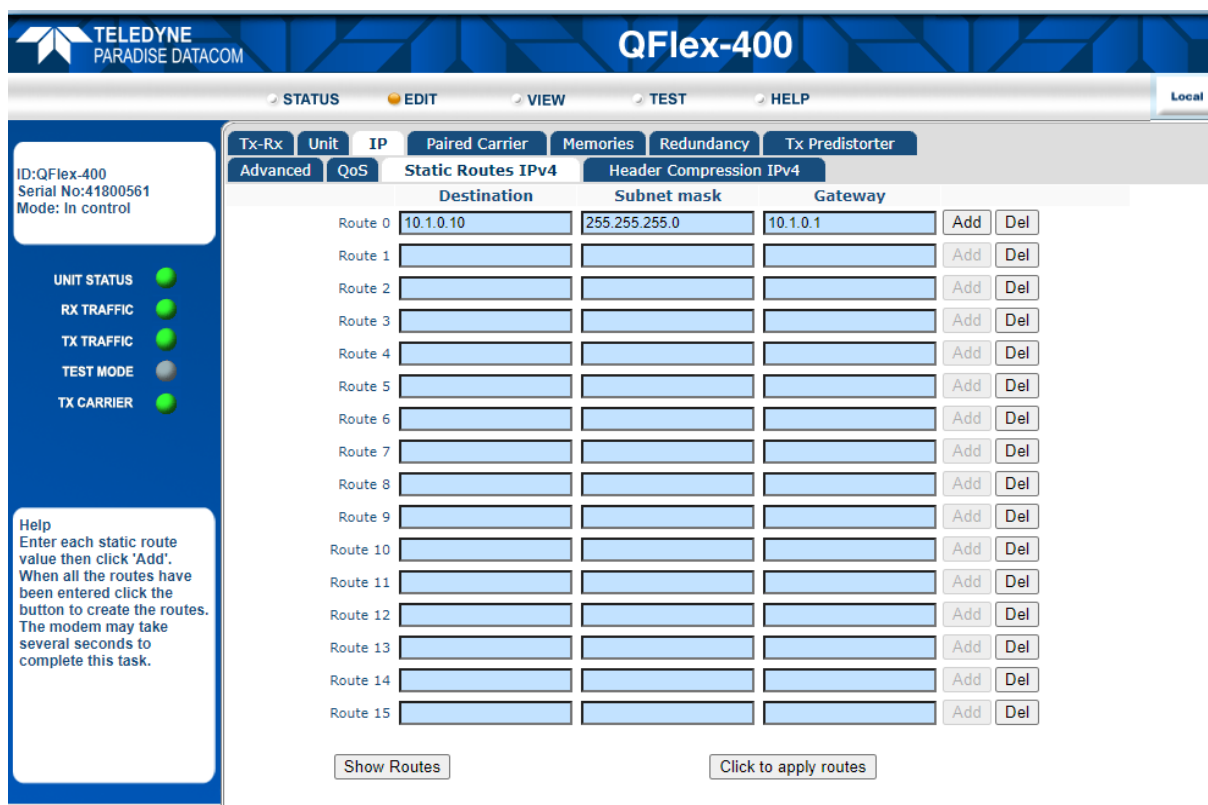 TELEDYNE
PARADISE DATACOM
QFlex-400
STATUS EDIT VIEW TEST HELP
Local
ID:QFlex-400
Serial No:41800561
Mode: In control
UNIT STATUS
RX TRAFFIC
TX TRAFFIC
TEST MODE
TX CARRIER
Help
Enter each static route
value then click 'Add'.
When all the routes have
been entered click the
button to create the routes.
The modem may take
several seconds to
complete this task.
Tx-Rx Unit IP Paired Carrier Memories Redundancy Tx Predistorter
Advanced QoS Static Routes IPv4 Header Compression IPv4
Destination Subnet mask Gateway
Route 0 10.1.0.10 255.255.255.0 10.1.0.1 Add Del
Route 1 Add Del
Route 2 Add Del
Route 3 Add Del
Route 4 Add Del
Route 5 Add Del
Route 6 Add Del
Route 7 Add Del
Route 8 Add Del
Route 9 Add Del
Route 10 Add Del
Route 11 Add Del
Route 12 Add Del
Route 13 Add Del
Route 14 Add Del
Route 15 Add Del
Show Routes Click to apply routes